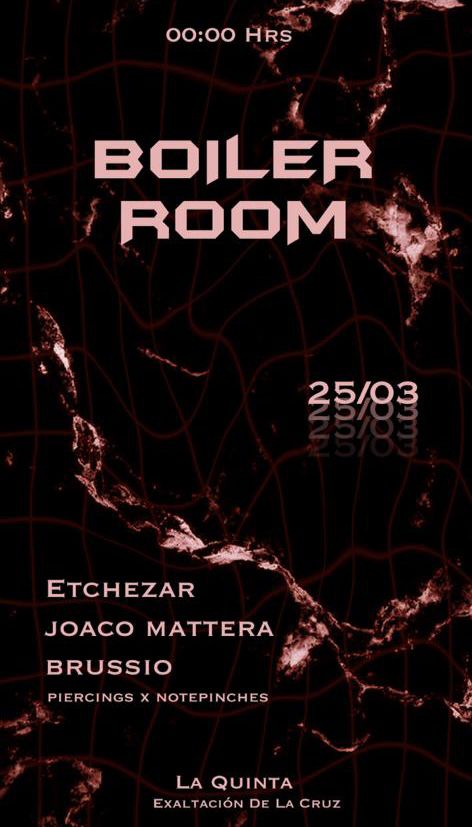 00:00 Hrs
BOILER
ROOM
25/03
Etchezar
joaco mattera
brussio
piercings x notepinches
La Quinta
Exaltación De La Cruz